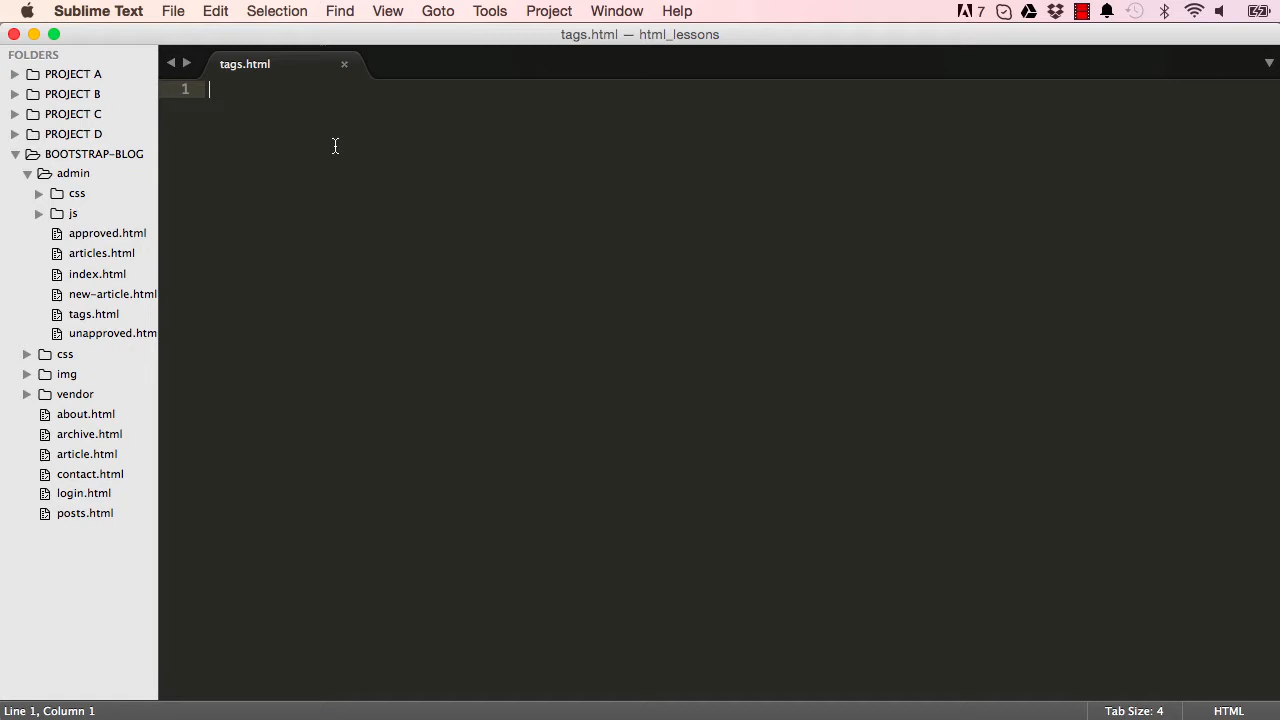 Sublime Text File Edit Selection Find View Goto Tools Project Window Help 7
tags.html — html_lessons
FOLDERS
PROJECT A
PROJECT B
PROJECT C
PROJECT D
BOOTSTRAP-BLOG
admin
css
js
approved.html
articles.html
index.html
new-article.html
tags.html
unapproved.htm
css
img
vendor
about.html
archive.html
article.html
contact.html
login.html
posts.html
tags.html
1
Line 1, Column 1 Tab Size: 4 HTML